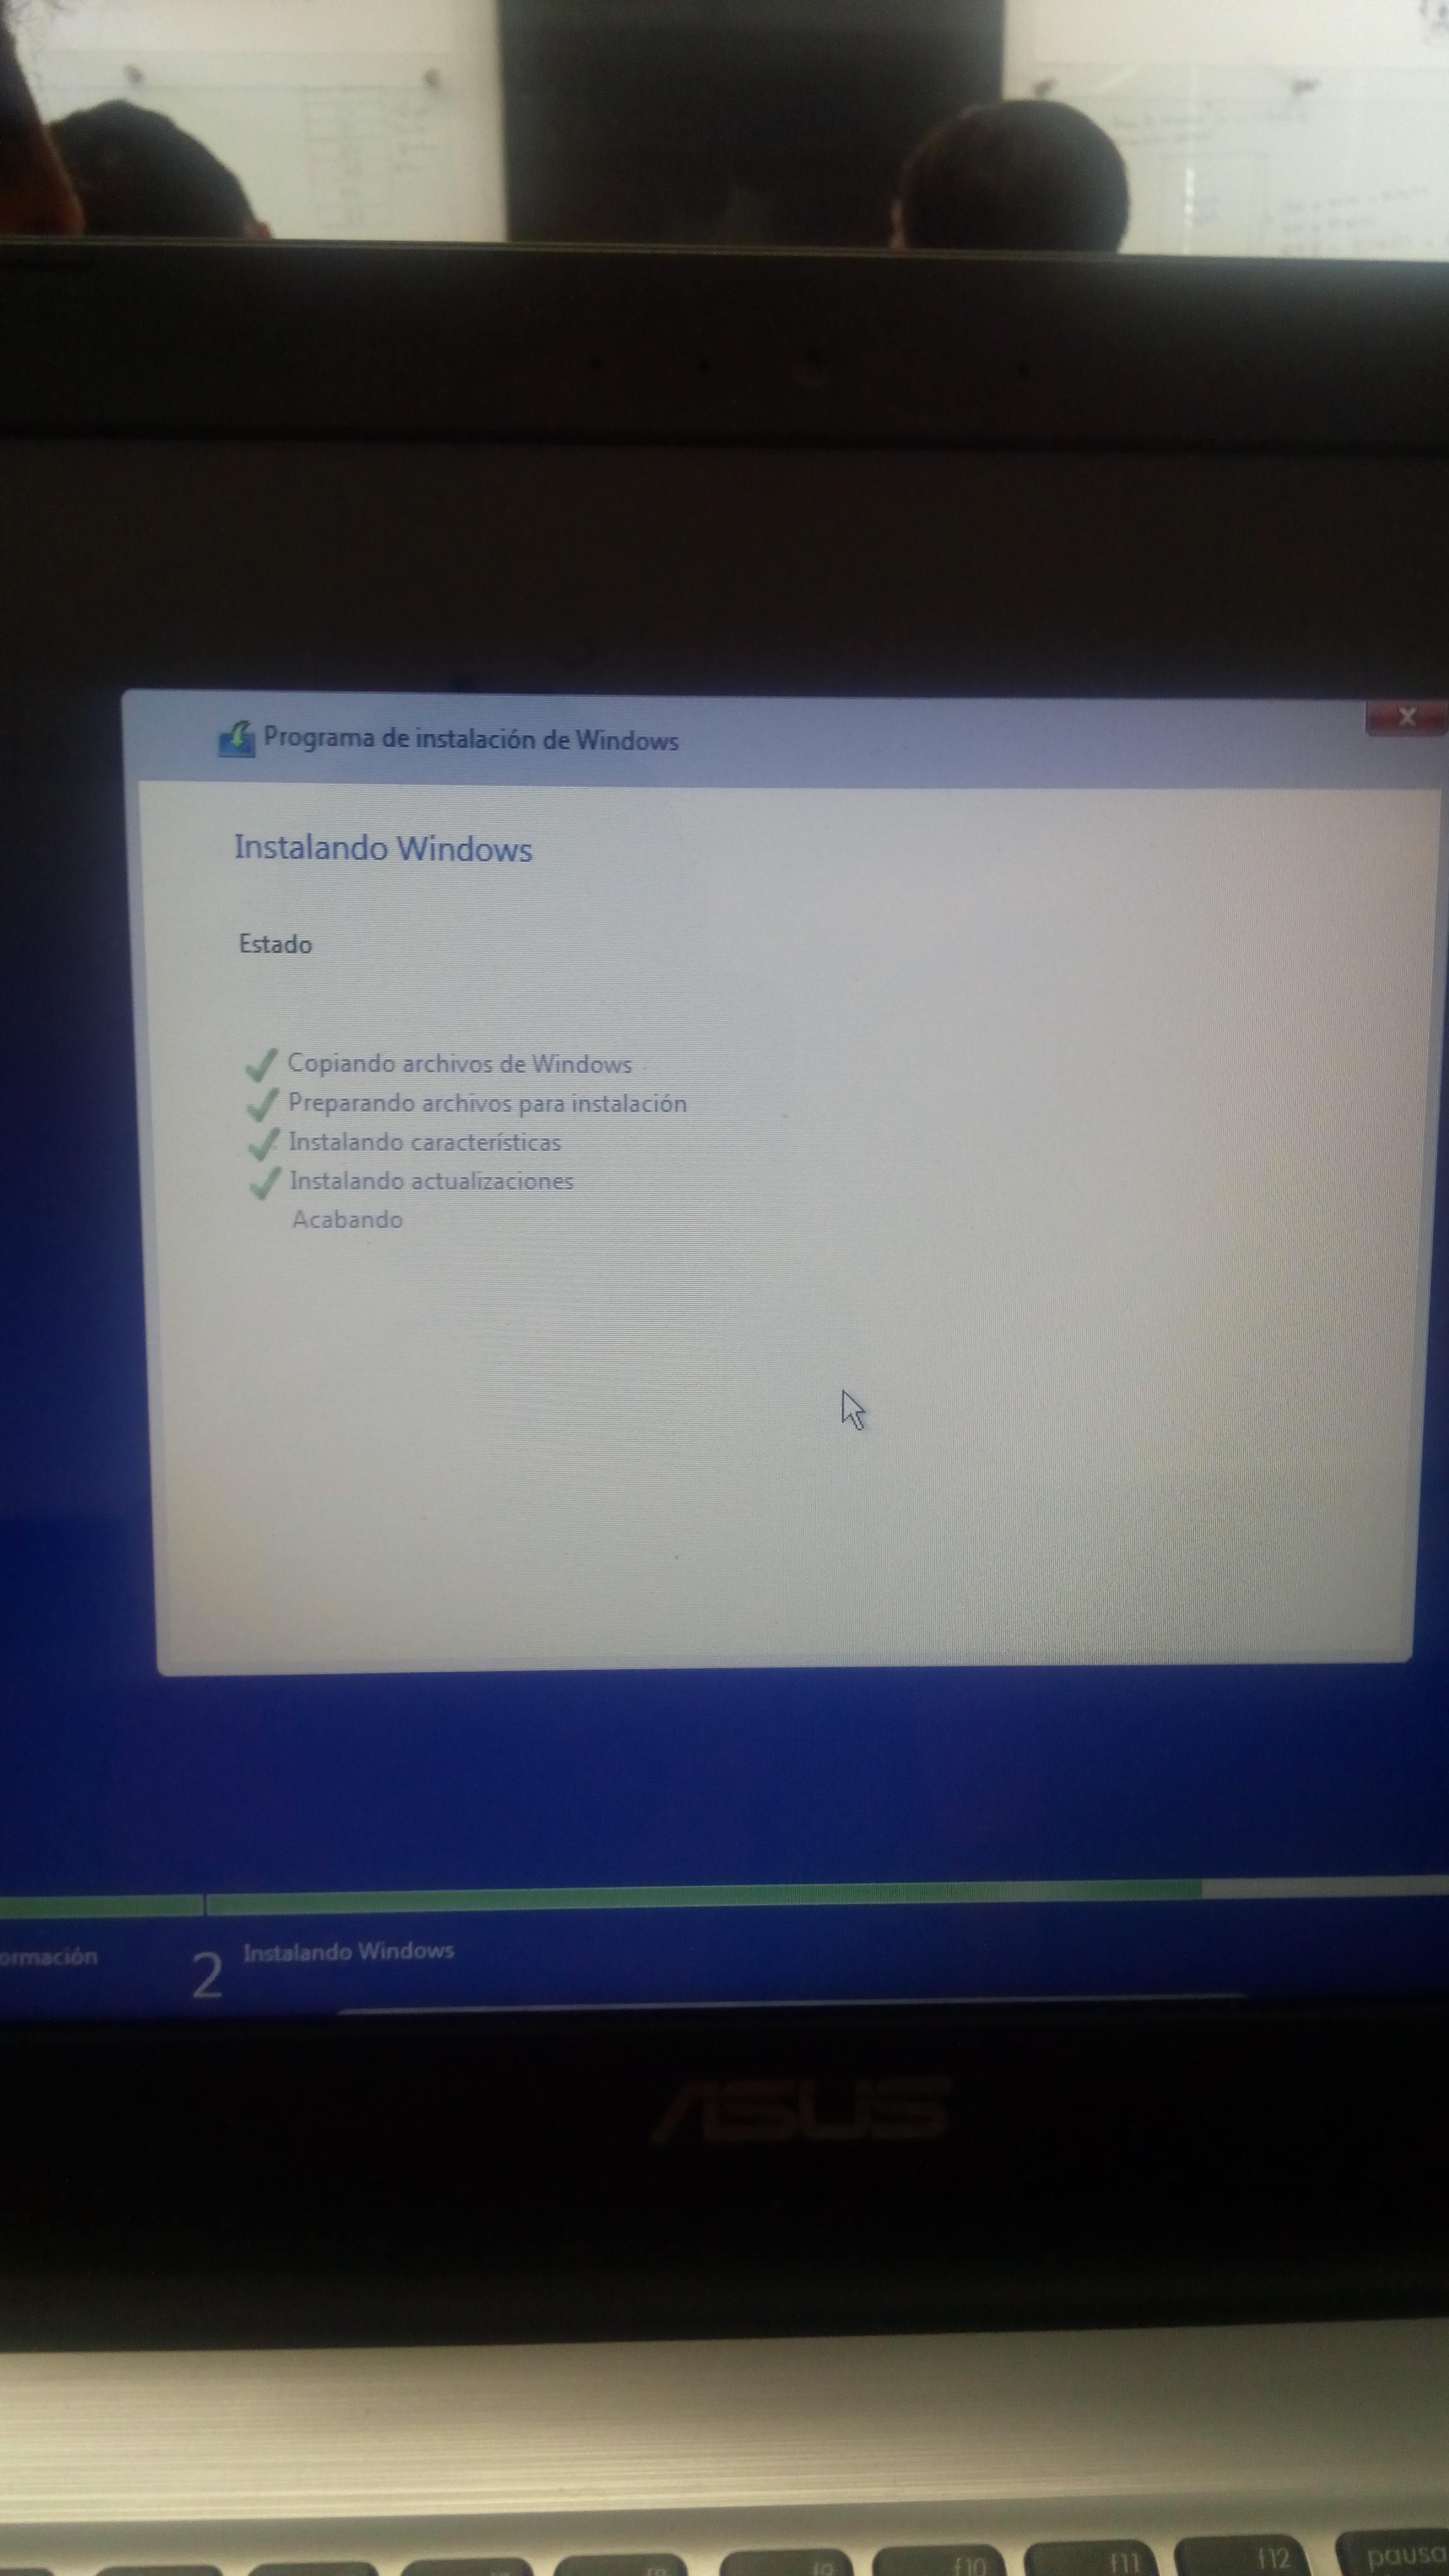 Programa de instalación de Windows
Instalando Windows
Estado
Copiando archivos de Windows
Preparando archivos para instalación
Instalando características
Instalando actualizaciones
Acabando
ormación
2 Instalando Windows
ASUS
f9 f10 f11 f12 pausa